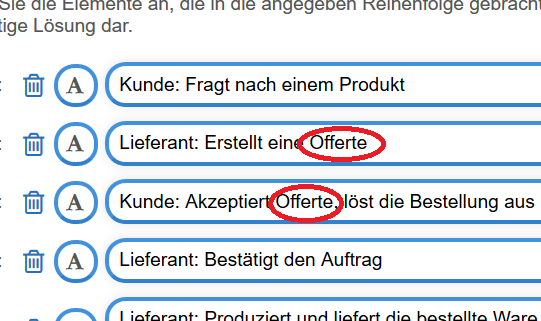 Sie die Elemente an, die in die angegeben Reihenfolge gebracht
tige Lösung dar.
A Kunde: Fragt nach einem Produkt
A Lieferant: Erstellt eine Offerte
A Kunde: Akzeptiert Offerte, löst die Bestellung aus
A Lieferant: Bestätigt den Auftrag
Lieferant: Produziert und liefert die bestellte Ware